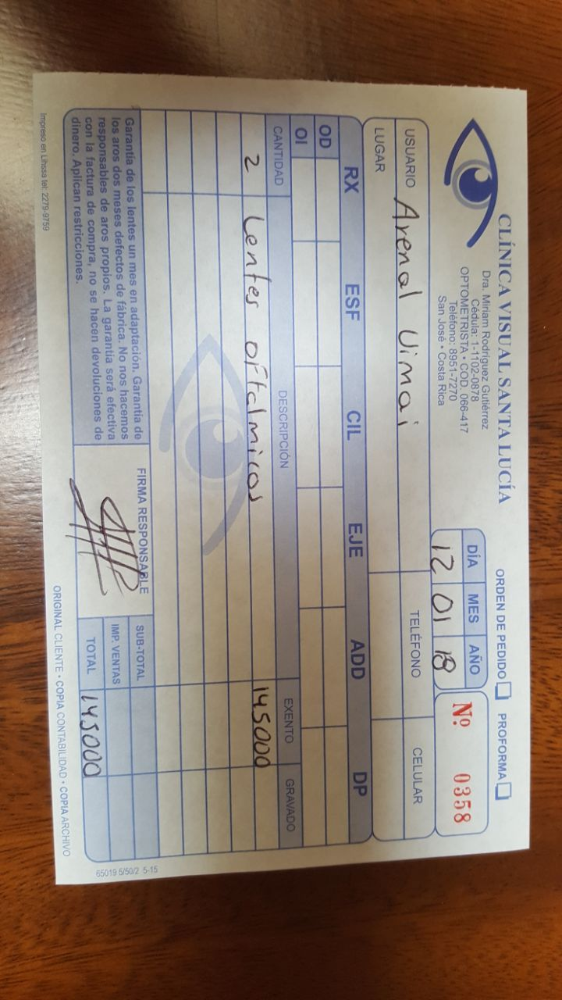 CLÍNICA VISUAL SANTA LUCÍA
Dra. Miriam Rodríguez Gutiérrez
Cédula: 1-1102-0878
OPTOMETRISTA • COD. 066-417
Teléfono: 8951-7270
San José • Costa Rica
ORDEN DE PEDIDO PROFORMA
DÍA MES AÑO
12 01 18
Nº 0358
USUARIO Arenal Uimai
TELÉFONO
CELULAR
LUGAR
RX ESF CIL EJE ADD DP
OD
OI
CANTIDAD DESCRIPCIÓN EXENTO GRAVADO
2 Lentes oftalmicos 145000
Garantía de los lentes un mes en adaptación. Garantía de
los aros dos meses defectos de fábrica. No nos hacemos
responsables de aros propios. La garantía será efectiva
con la factura de compra, no se hacen devoluciones de
dinero. Aplican restricciones.
FIRMA RESPONSABLE
SUB-TOTAL
IMP. VENTAS
TOTAL 145000
Impreso en Lihssa tel: 2279-9759
ORIGINAL CLIENTE • COPIA CONTABILIDAD • COPIA ARCHIVO
65019 5/50/2 5-15